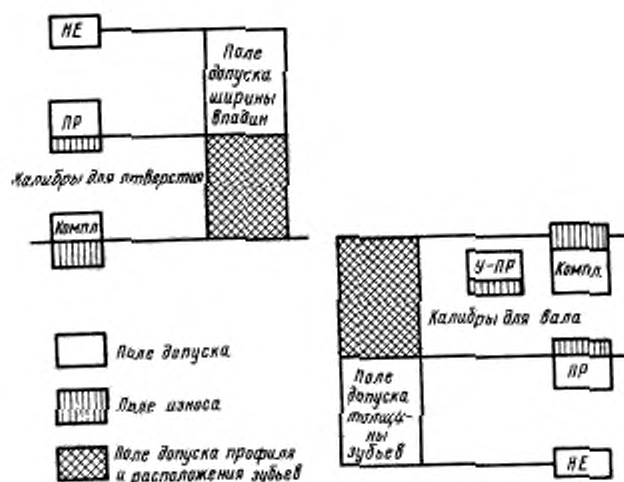 НЕ
Поле
допуска
ширины
впадин
ПР
Калибры для отверстия
Компл
У-ПР
Компл.
Калибры для вала
ПР
Поле
допуска
толщи-
ны
зубьев
НЕ
Поле допуска
Поле износа
Поле допуска профиля
и расположения зубьев